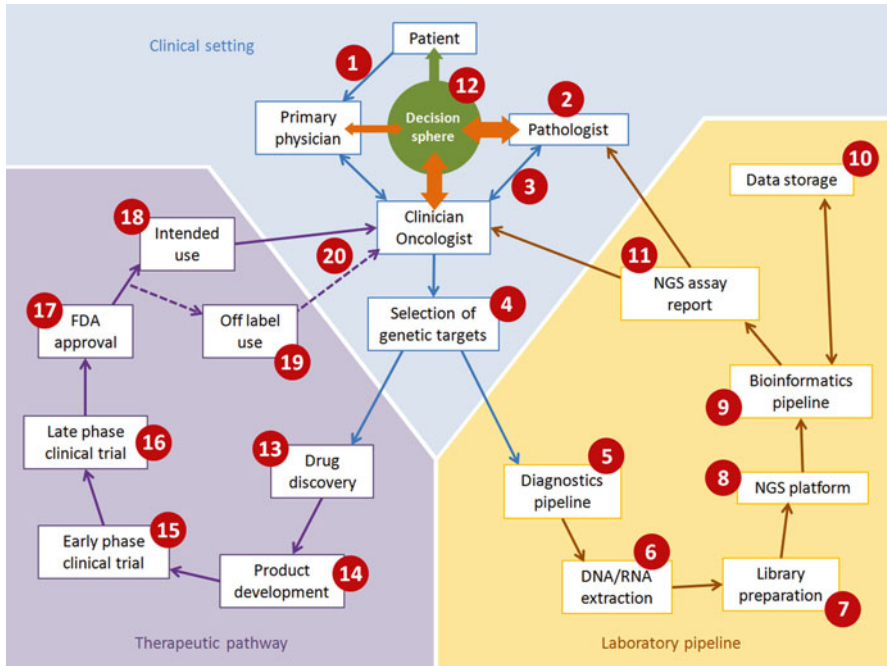 Clinical setting
Patient
1
12
2
Primary
physician
Decision
sphere
Pathologist
3
10
Data storage
18
Intended
use
Clinician
Oncologist
20
11
NGS assay
report
17
FDA
approval
Off label
use
19
Selection of
genetic targets
4
Bioinformatics
pipeline
9
Late phase
clinical trial
16
13
Drug
discovery
5
Diagnostics
pipeline
8
NGS platform
15
Early phase
clinical trial
Product
development
14
6
DNA/RNA
extraction
Library
preparation
7
Therapeutic pathway
Laboratory pipeline